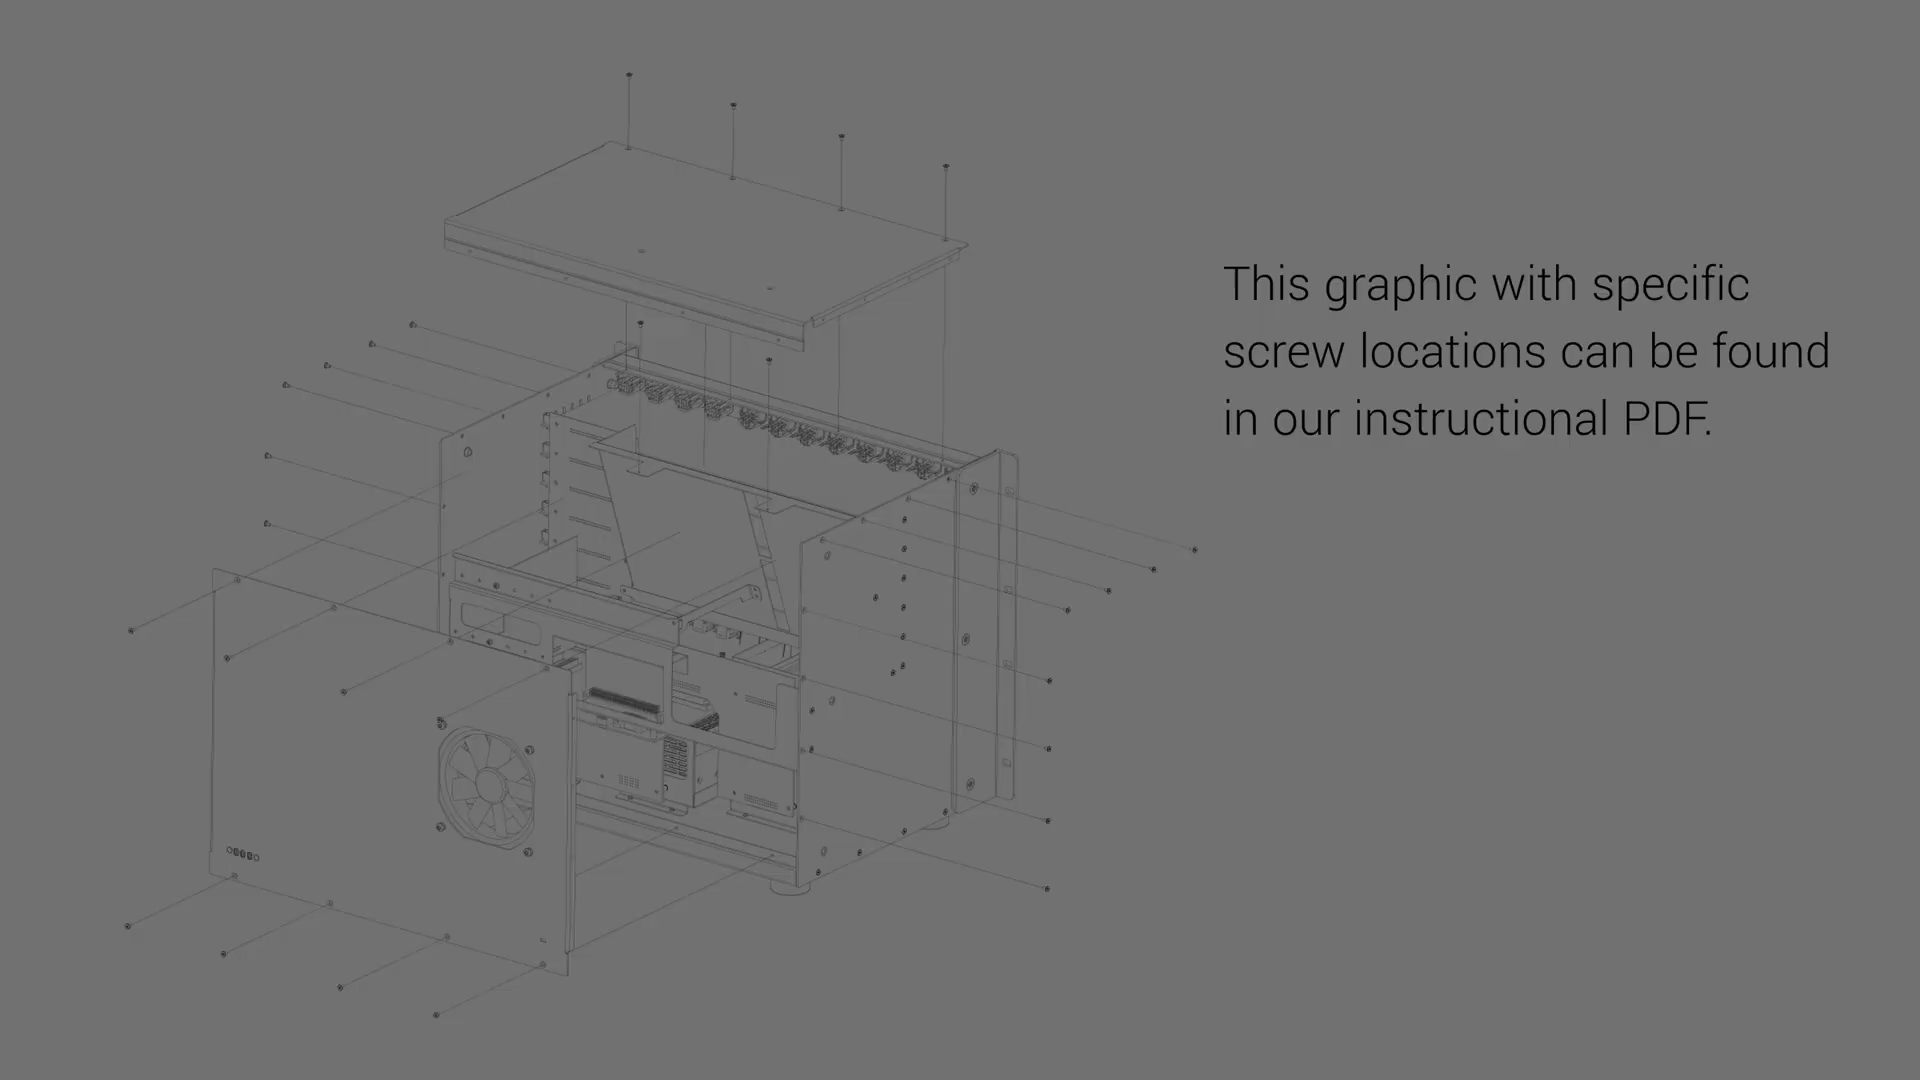 This graphic with specific
screw locations can be found
in our instructional PDF.